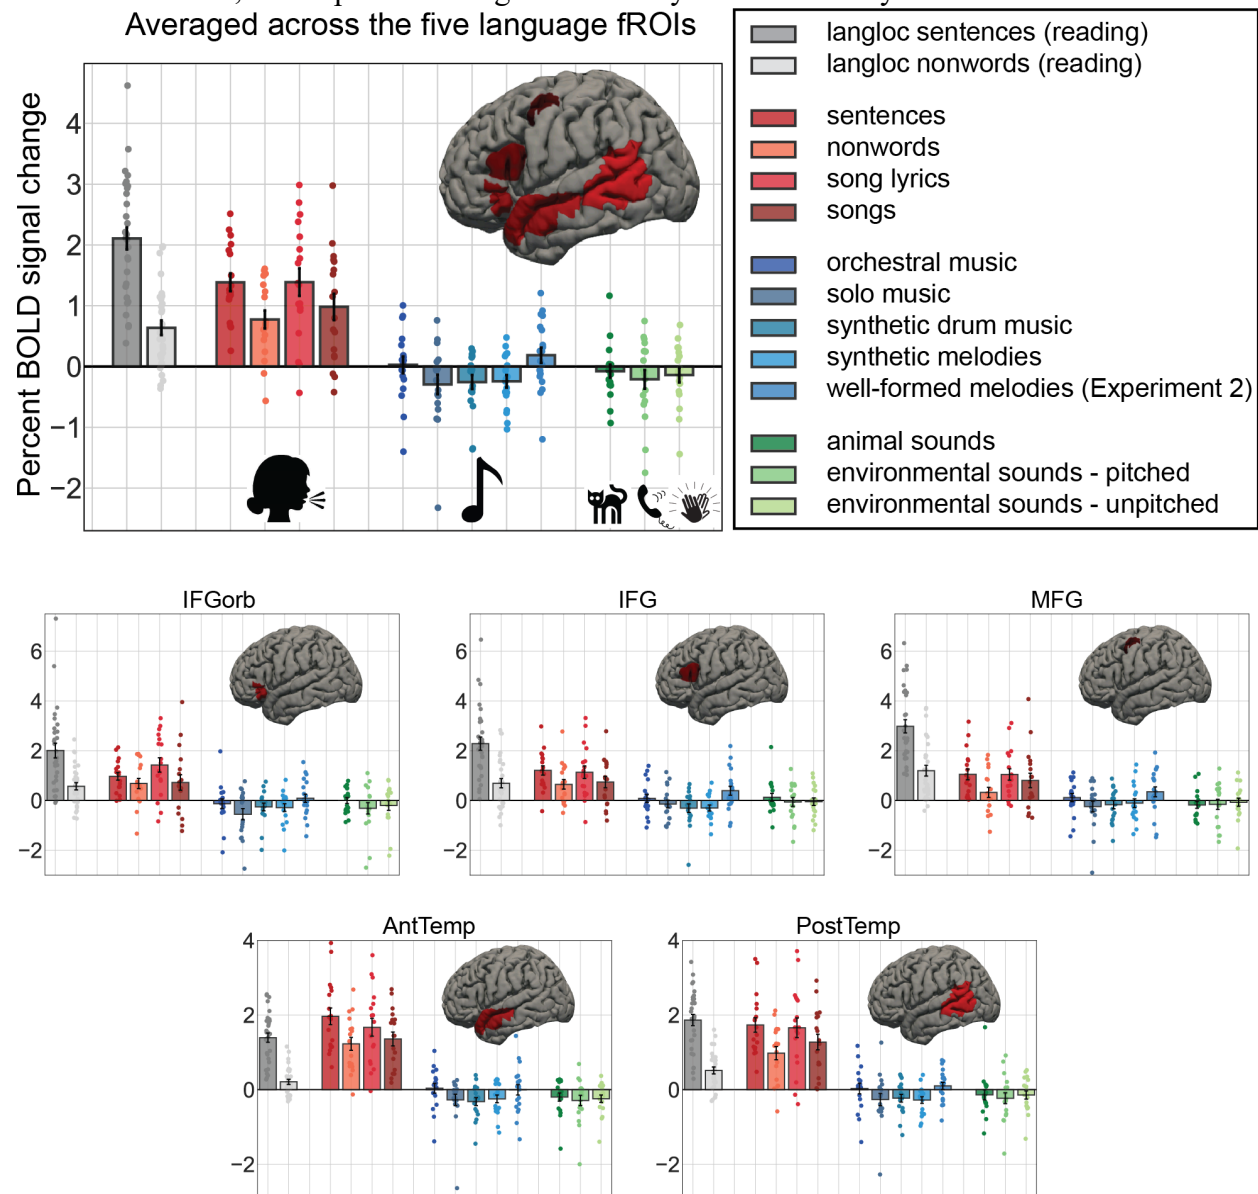 Averaged across the five language fROIs
Percent BOLD signal change
4
3
2
1
0
−1
−2
langloc sentences (reading)
langloc nonwords (reading)
sentences
nonwords
song lyrics
songs
orchestral music
solo music
synthetic drum music
synthetic melodies
well-formed melodies (Experiment 2)
animal sounds
environmental sounds - pitched
environmental sounds - unpitched
IFGorb
6
4
2
0
−2
IFG
6
4
2
0
−2
MFG
6
4
2
0
−2
AntTemp
4
2
0
−2
PostTemp
4
2
0
−2